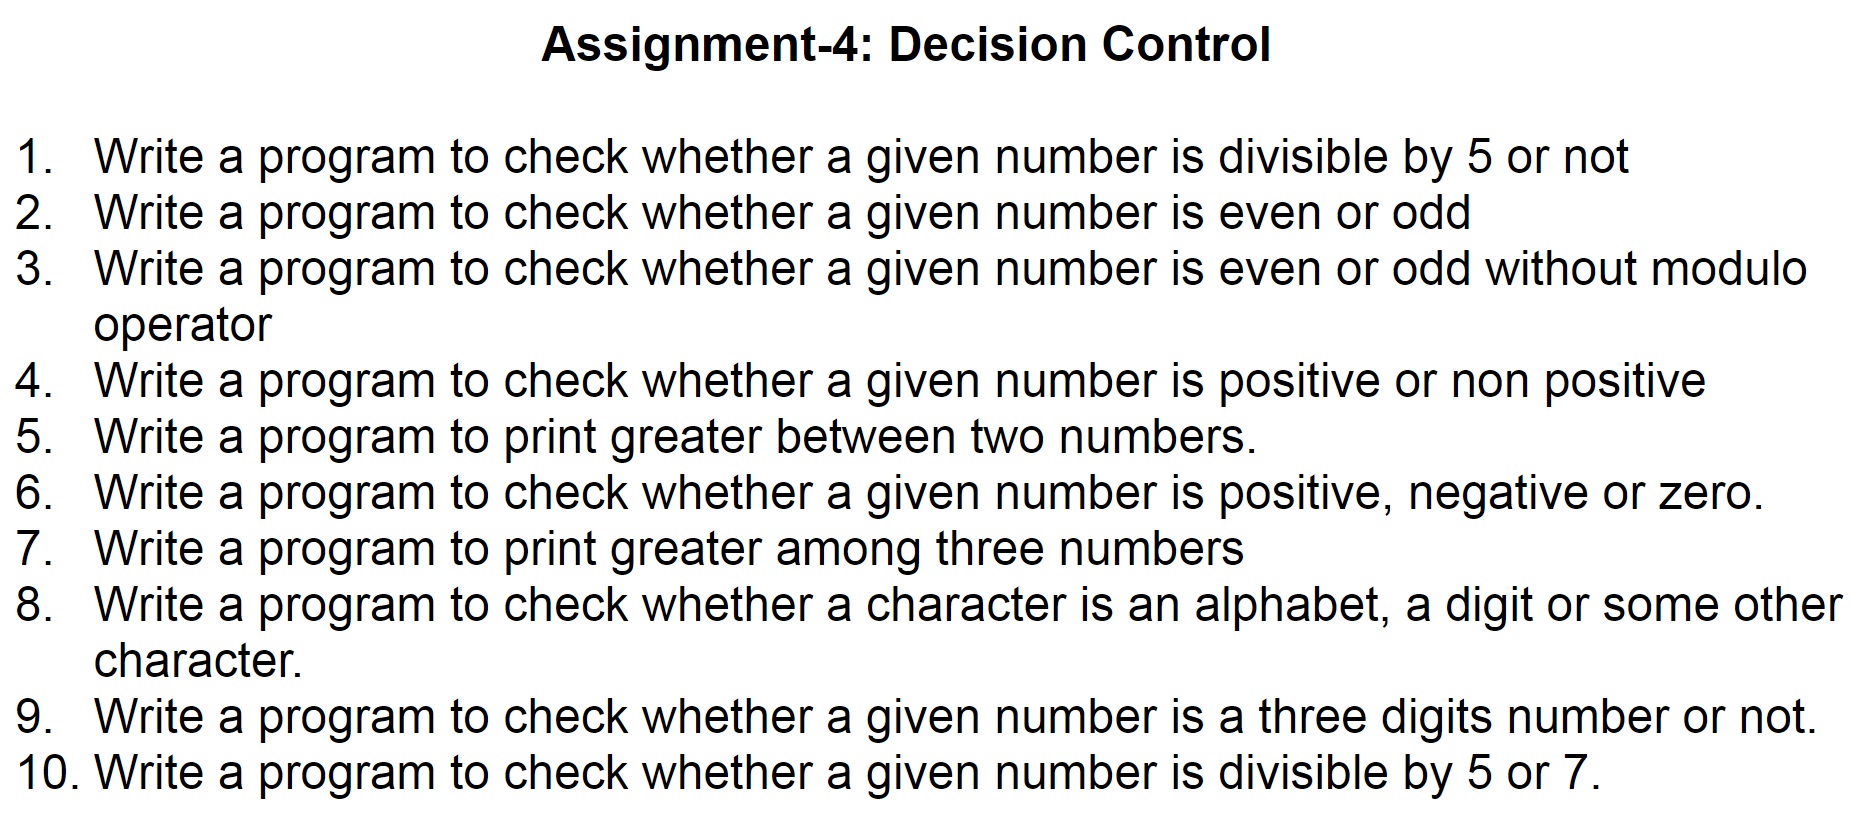 Assignment-4: Decision Control
1. Write a program to check whether a given number is divisible by 5 or not
2. Write a program to check whether a given number is even or odd
3. Write a program to check whether a given number is even or odd without modulo
operator
4. Write a program to check whether a given number is positive or non positive
5. Write a program to print greater between two numbers.
6. Write a program to check whether a given number is positive, negative or zero.
7. Write a program to print greater among three numbers
8. Write a program to check whether a character is an alphabet, a digit or some other
character.
9. Write a program to check whether a given number is a three digits number or not.
10. Write a program to check whether a given number is divisible by 5 or 7.